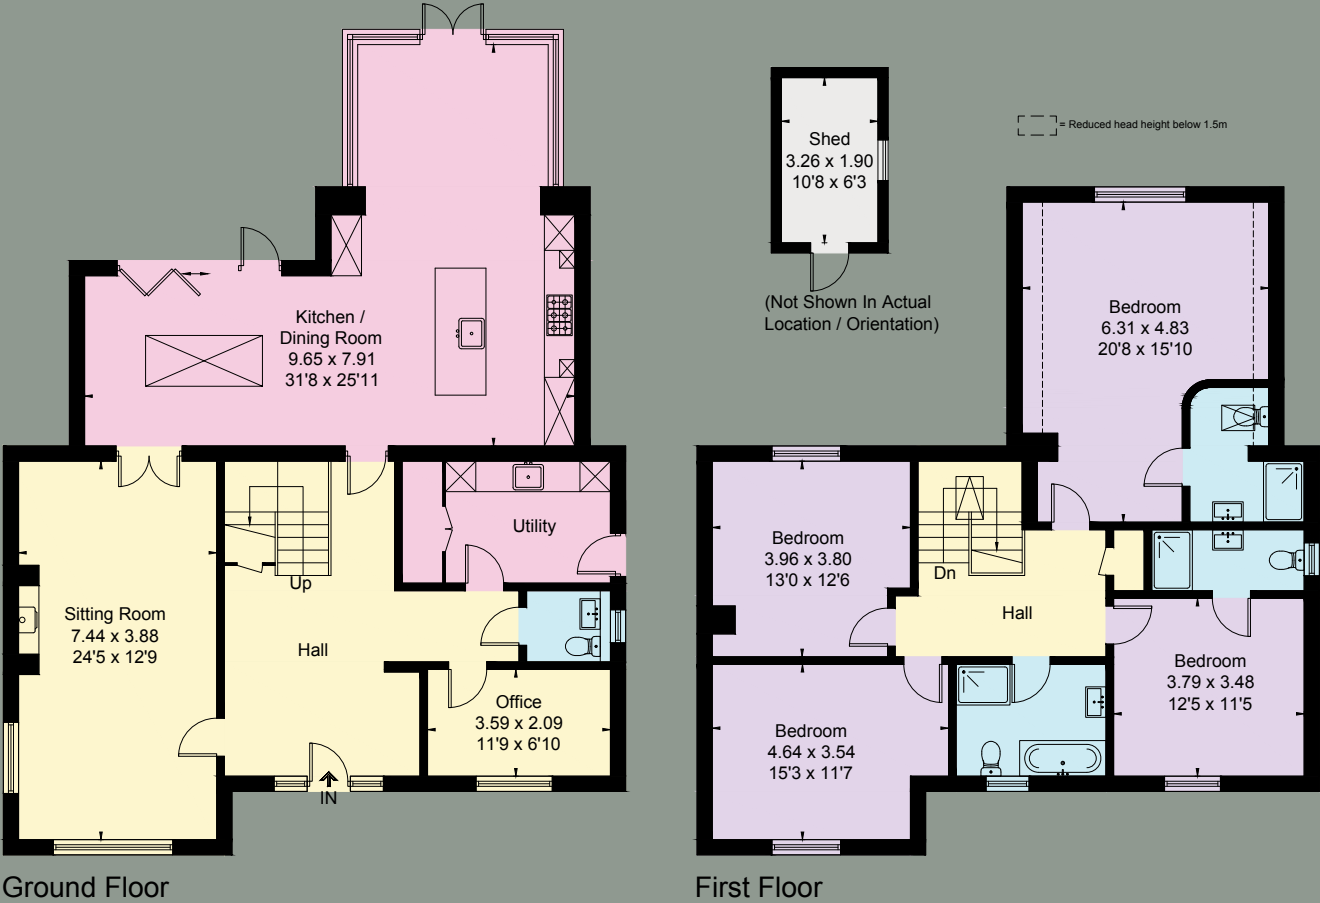 Shed
3.26 x 1.90
10'8 x 6'3
(Not Shown In Actual
Location / Orientation)
= Reduced head height below 1.5m
Kitchen /
Dining Room
9.65 x 7.91
31'8 x 25'11
Utility
Up
Sitting Room
7.44 x 3.88
24'5 x 12'9
Hall
Office
3.59 x 2.09
11'9 x 6'10
IN
Ground Floor
Bedroom
6.31 x 4.83
20'8 x 15'10
Bedroom
3.96 x 3.80
13'0 x 12'6
Dn
Hall
Bedroom
3.79 x 3.48
12'5 x 11'5
Bedroom
4.64 x 3.54
15'3 x 11'7
First Floor